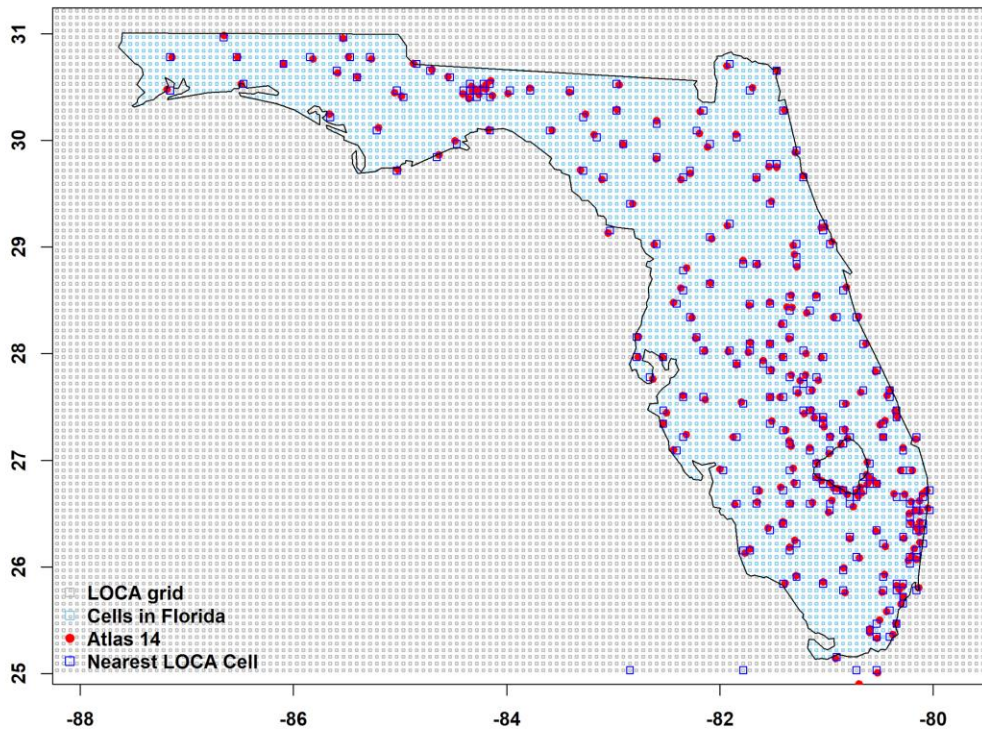 31
30
29
28
27
26
25
LOCA grid
Cells in Florida
Atlas 14
Nearest LOCA Cell
-88 -86 -84 -82 -80